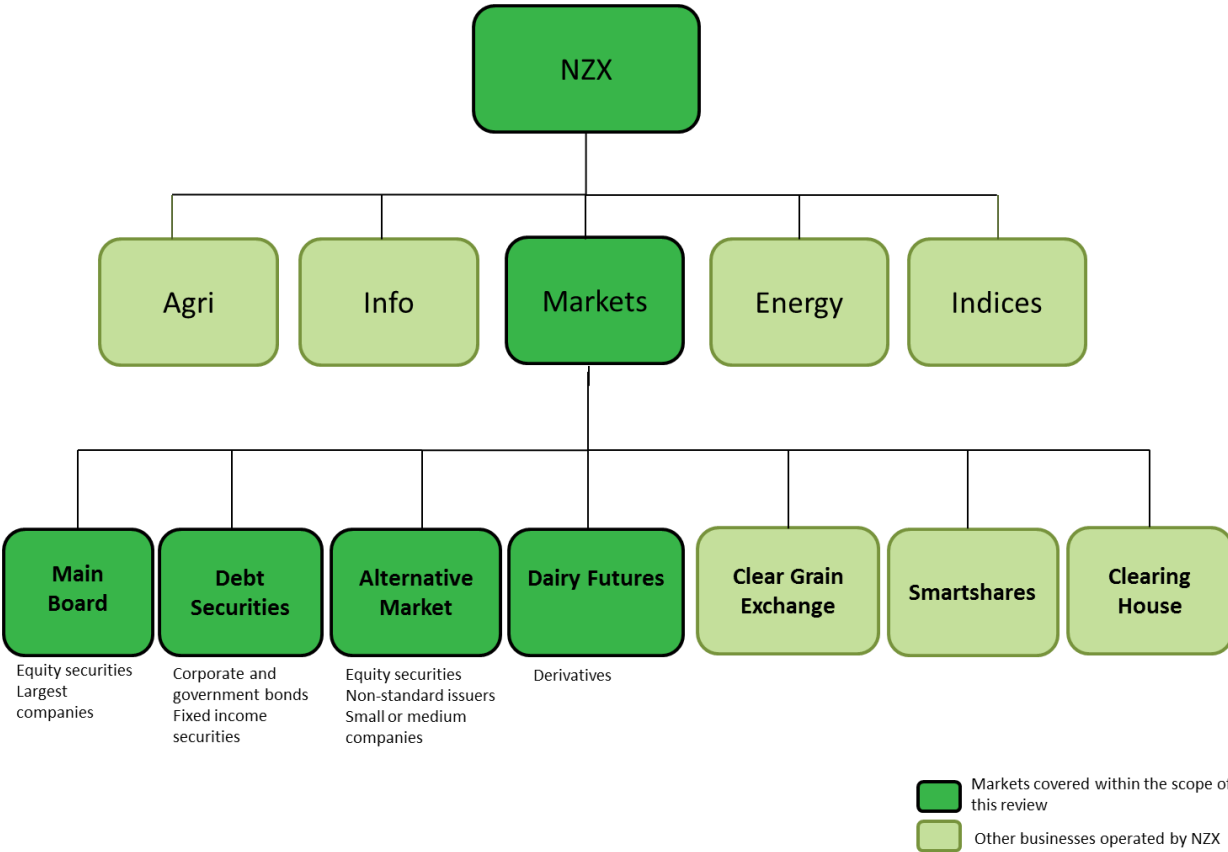 NZX
Agri
Info
Markets
Energy
Indices
Main
Board
Debt
Securities
Alternative
Market
Dairy Futures
Clear Grain
Exchange
Smartshares
Clearing
House
Equity securities
Largest
companies
Corporate and
government bonds
Fixed income
securities
Equity securities
Non-standard issuers
Small or medium
companies
Derivatives
Markets covered within the scope of
this review
Other businesses operated by NZX